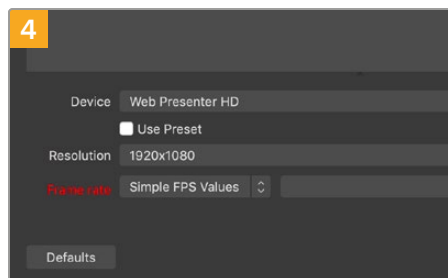 4
Device Web Presenter HD
Use Preset
Resolution 1920x1080
Frame rate Simple FPS Values
Defaults